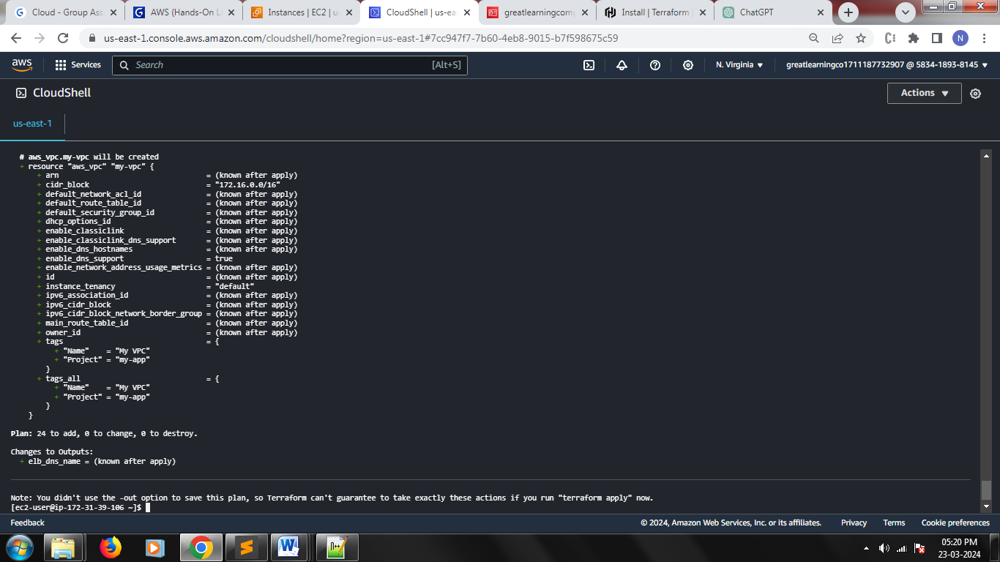 Cloud - Group Ass
AWS (Hands-On L
Instances | EC2 | us
CloudShell | us-eas
greatlearningcomp
Install | Terraform
ChatGPT
us-east-1.console.aws.amazon.com/cloudshell/home?region=us-east-1#7cc947f7-7b60-4eb8-9015-b7f598675c59
N
aws
Services
Search
[Alt+S]
N. Virginia
greatlearningco1711187732907 @ 5834-1893-8145
CloudShell
Actions
us-east-1
# aws_vpc.my-vpc will be created
+ resource "aws_vpc" "my-vpc" {
+ arn = (known after apply)
+ cidr_block = "172.16.0.0/16"
+ default_network_acl_id = (known after apply)
+ default_route_table_id = (known after apply)
+ default_security_group_id = (known after apply)
+ dhcp_options_id = (known after apply)
+ enable_classiclink = (known after apply)
+ enable_classiclink_dns_support = (known after apply)
+ enable_dns_hostnames = (known after apply)
+ enable_dns_support = true
+ enable_network_address_usage_metrics = (known after apply)
+ id = (known after apply)
+ instance_tenancy = "default"
+ ipv6_association_id = (known after apply)
+ ipv6_cidr_block = (known after apply)
+ ipv6_cidr_block_network_border_group = (known after apply)
+ main_route_table_id = (known after apply)
+ owner_id = (known after apply)
+ tags = {
+ "Name" = "My VPC"
+ "Project" = "my-app"
}
+ tags_all = {
+ "Name" = "My VPC"
+ "Project" = "my-app"
}
}
Plan: 24 to add, 0 to change, 0 to destroy.
Changes to Outputs:
+ elb_dns_name = (known after apply)
Note: You didn't use the -out option to save this plan, so Terraform can't guarantee to take exactly these actions if you run "terraform apply" now.
[ec2-user@ip-172-31-39-106 ~]$
Feedback
© 2024, Amazon Web Services, Inc. or its affiliates.
Privacy
Terms
Cookie preferences
05:20 PM
23-03-2024